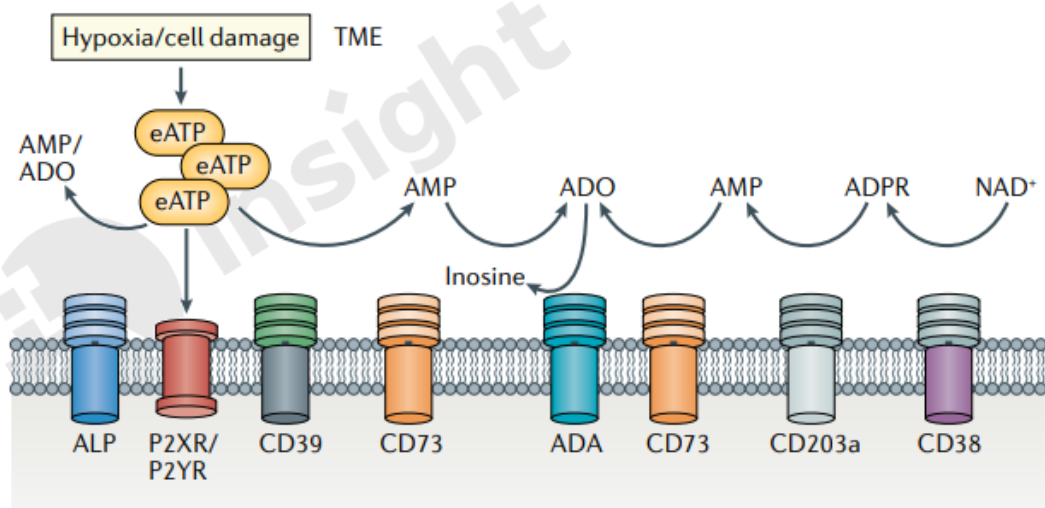 Hypoxia/cell damage
TME
insight
eATP
eATP
eATP
AMP/
ADO
AMP
ADO
AMP
ADPR
NAD⁺
Inosine
ALP
P2XR/
P2YR
CD39
CD73
ADA
CD73
CD203a
CD38